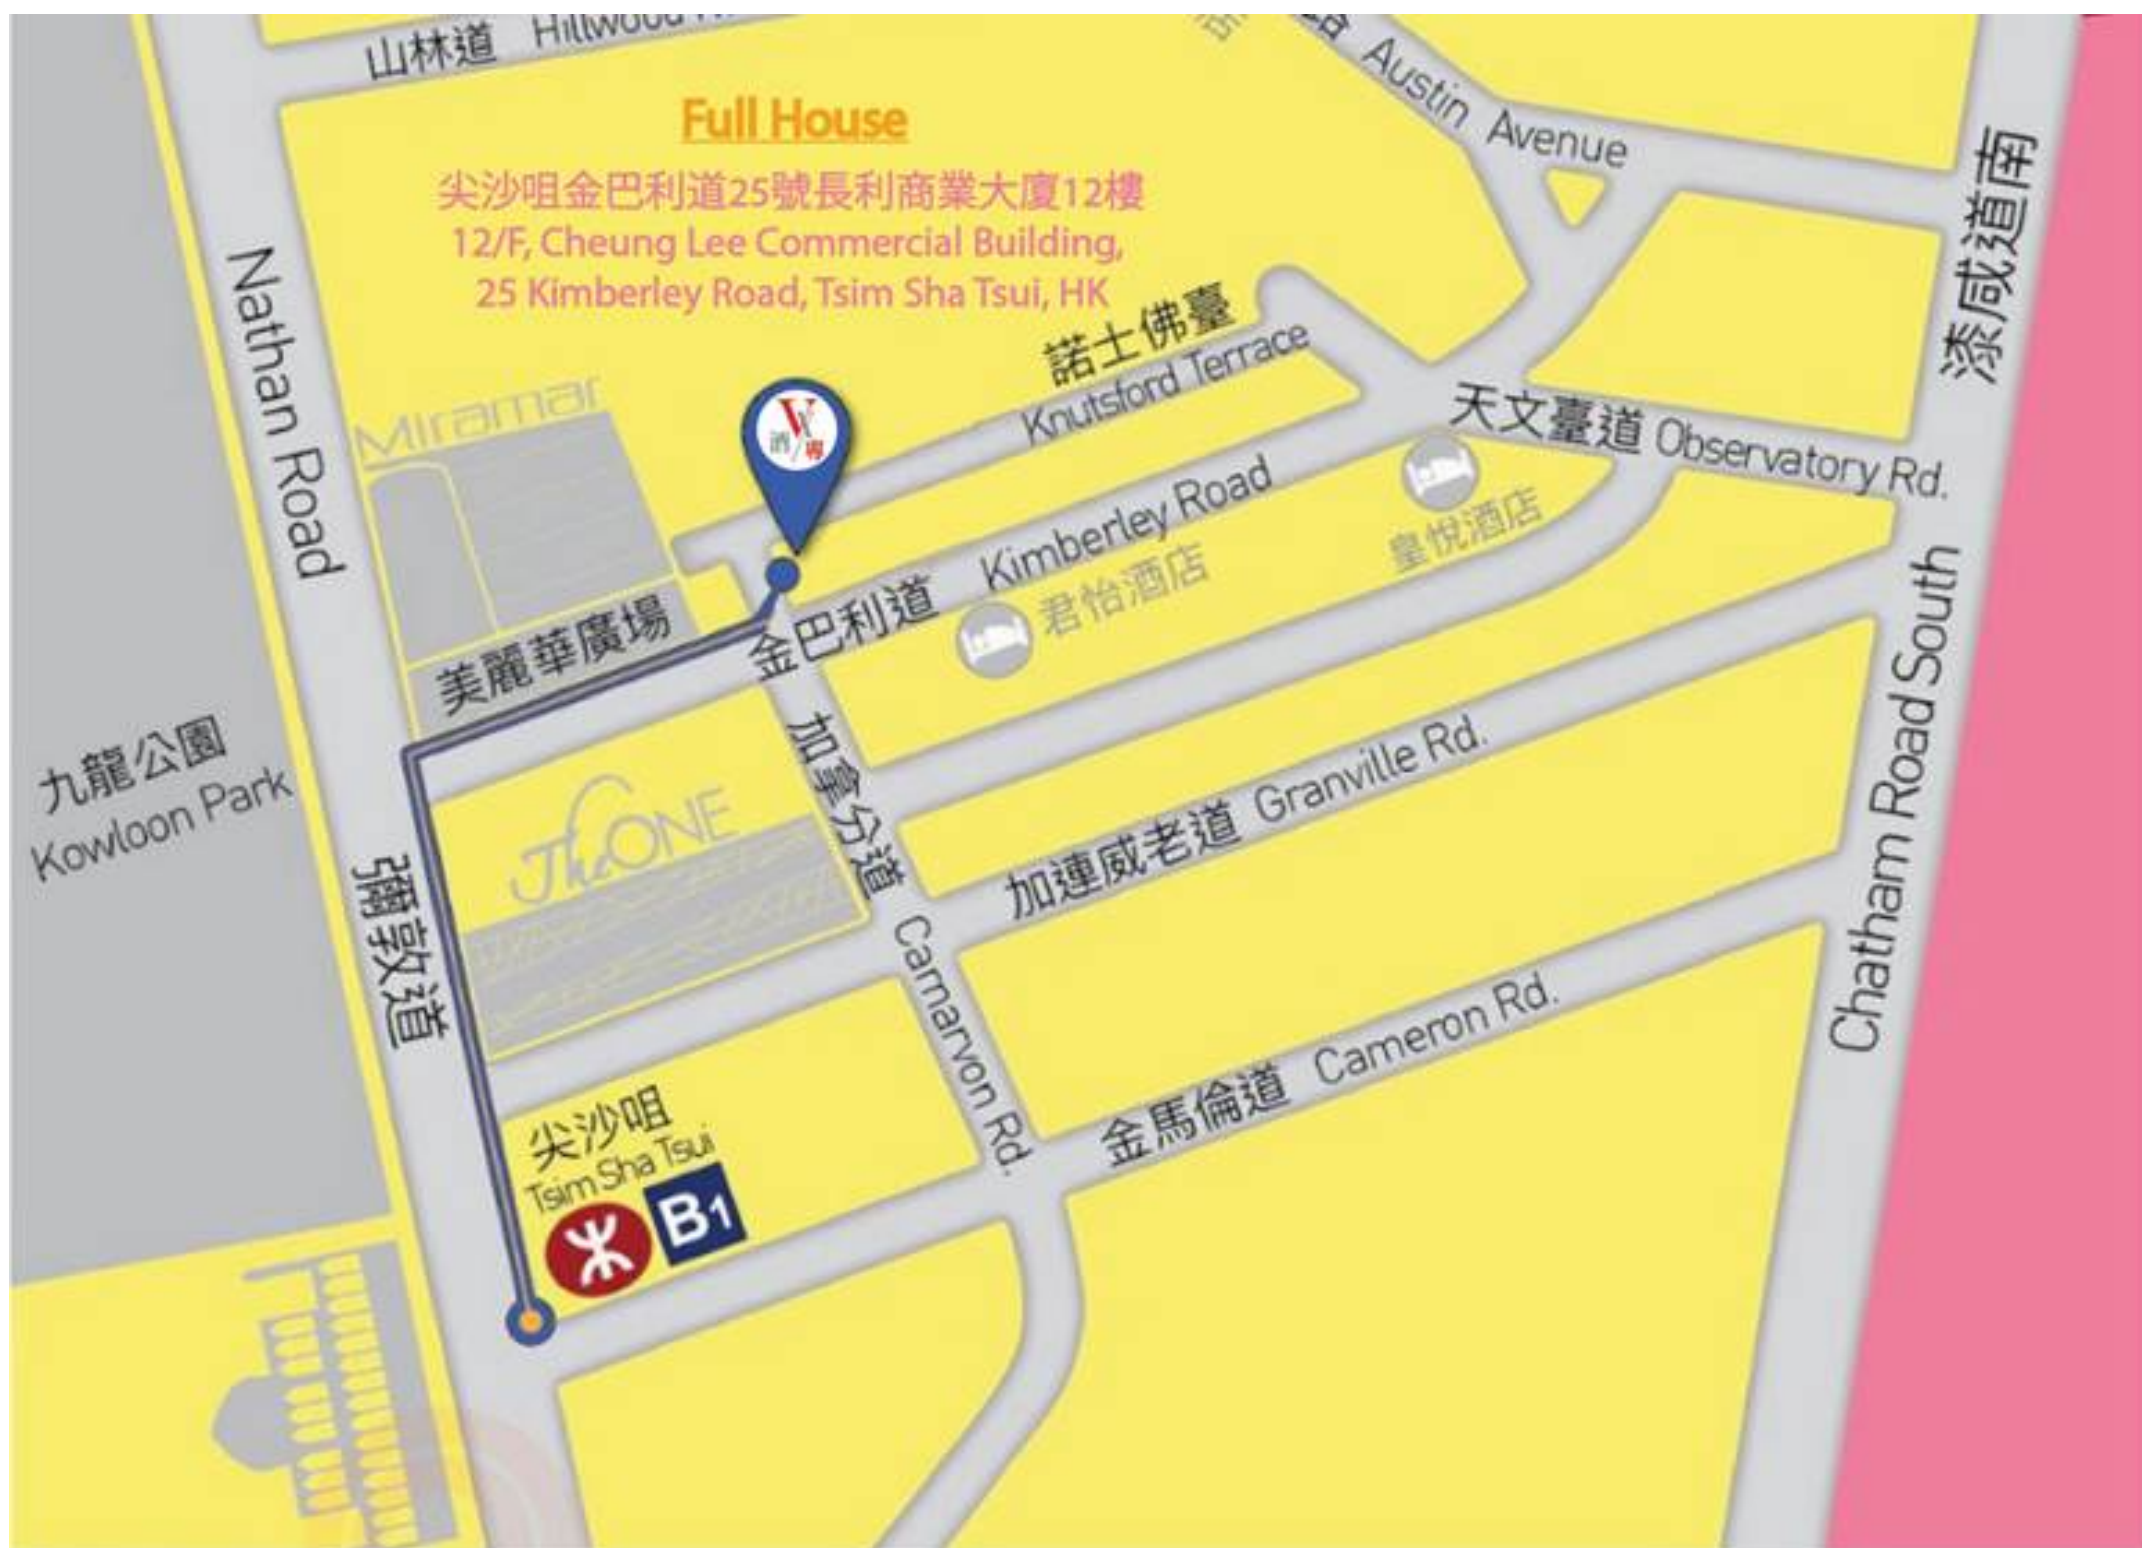 山林道
Austin Avenue
Full House
尖沙咀金巴利道25號長利商業大廈12樓
12/F, Cheung Lee Commercial Building,
25 Kimberley Road, Tsim Sha Tsui, HK
漆咸道南
Nathan Road
諾士佛臺
Knutsford Terrace
Miramar
天文臺道 Observatory Rd.
金巴利道 Kimberley Road
皇悅酒店
君怡酒店
美麗華廣場
Chatham Road South
九龍公園
Kowloon Park
The ONE
加拿分道 Carnarvon Rd.
加連威老道 Granville Rd.
彌敦道
金馬倫道 Cameron Rd.
尖沙咀
Tsim Sha Tsui
B1